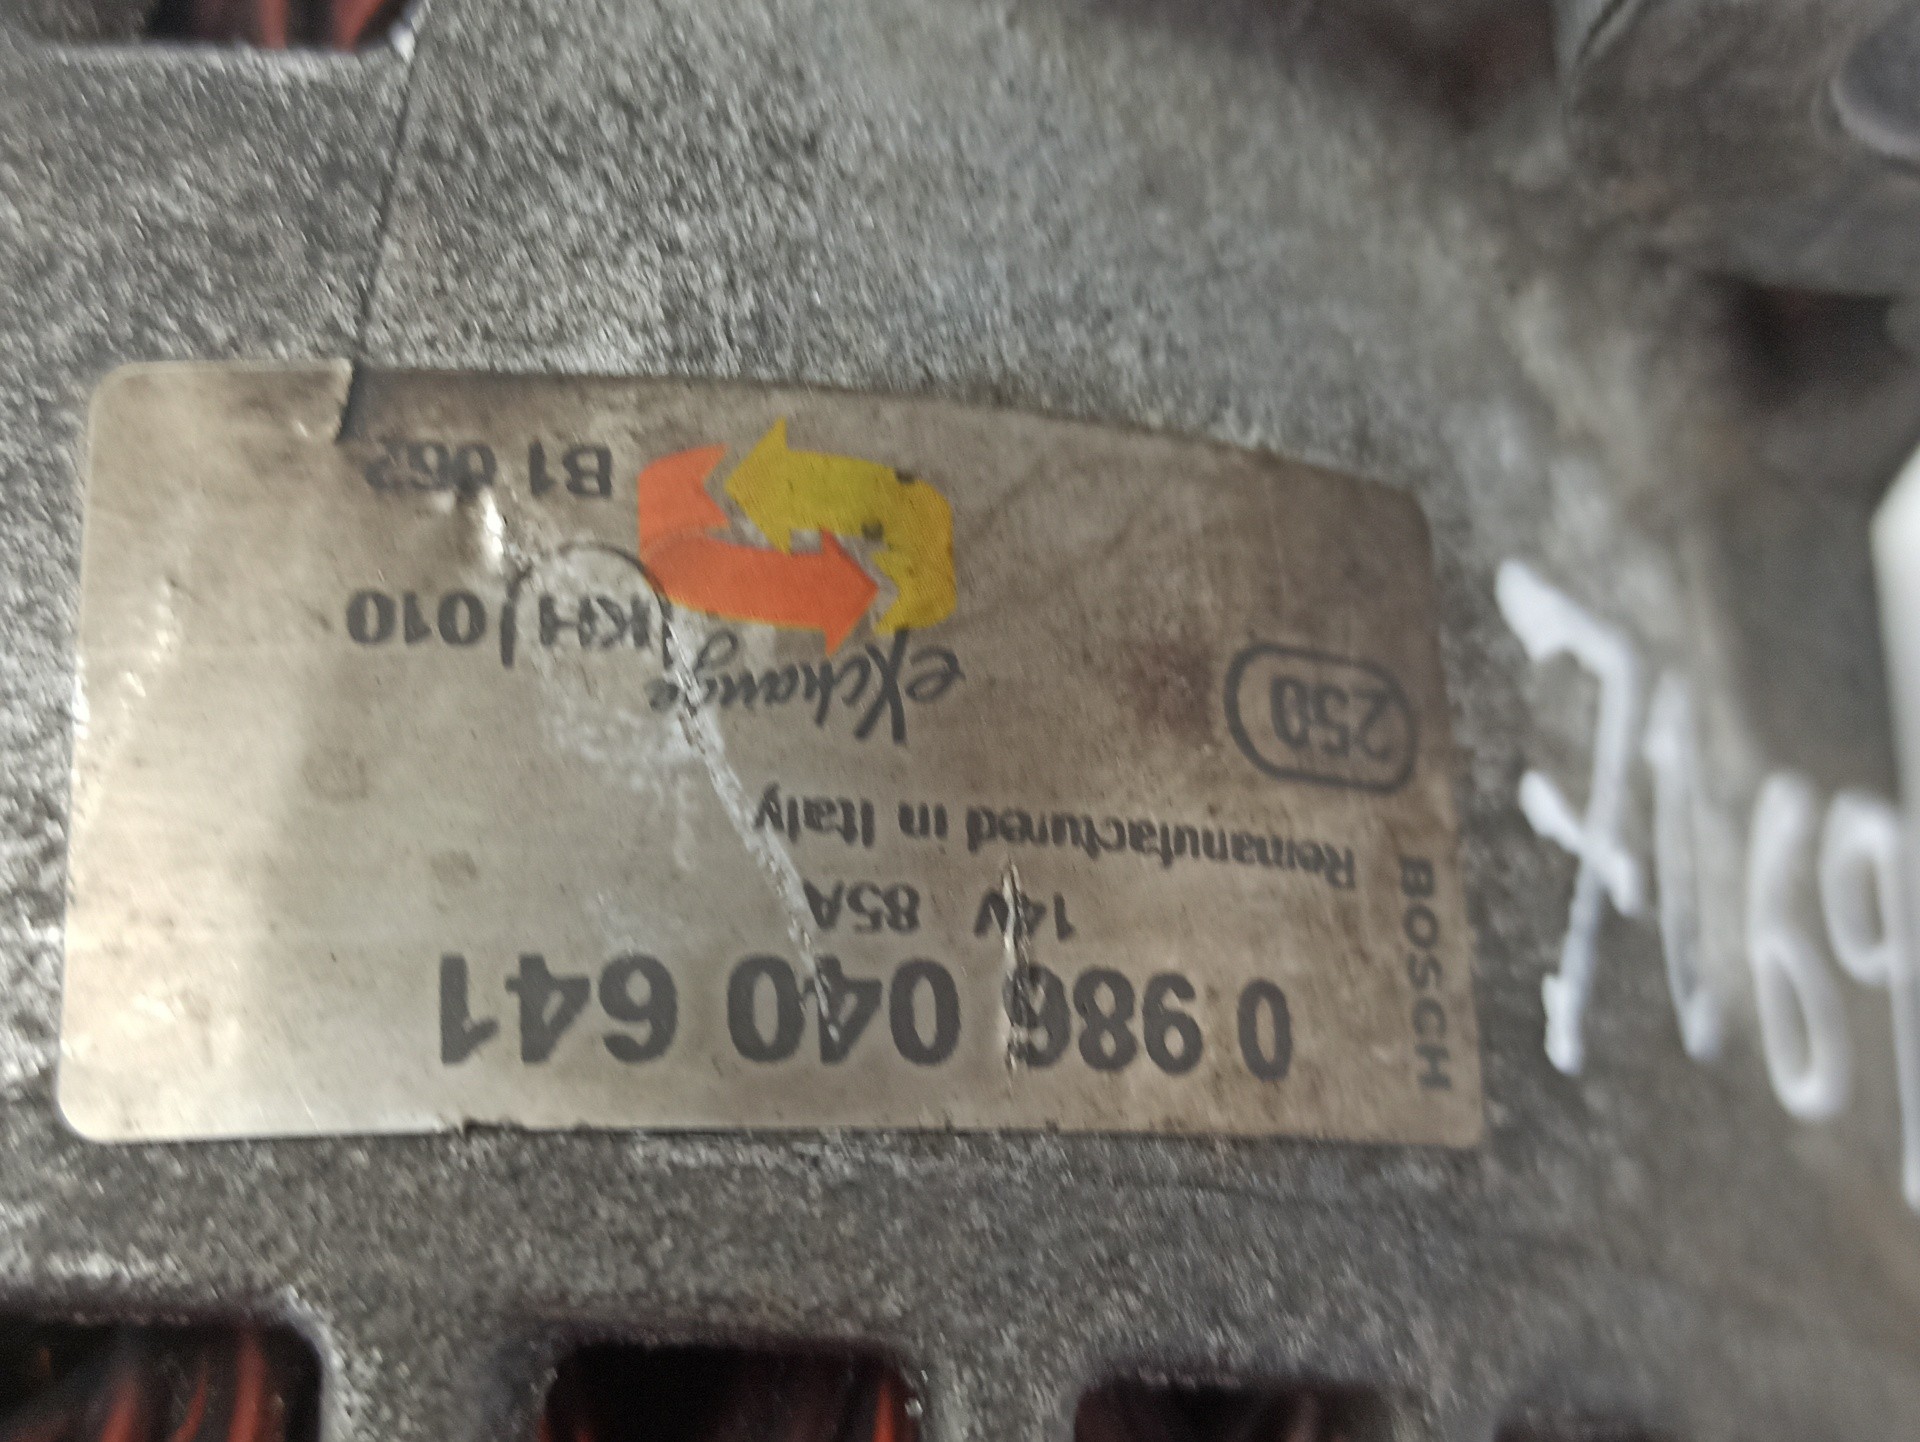 BOSCH
0 986 040 641
14V 85A
Remanufactured in Italy
250
eXchange
(KH) 010
B1 062